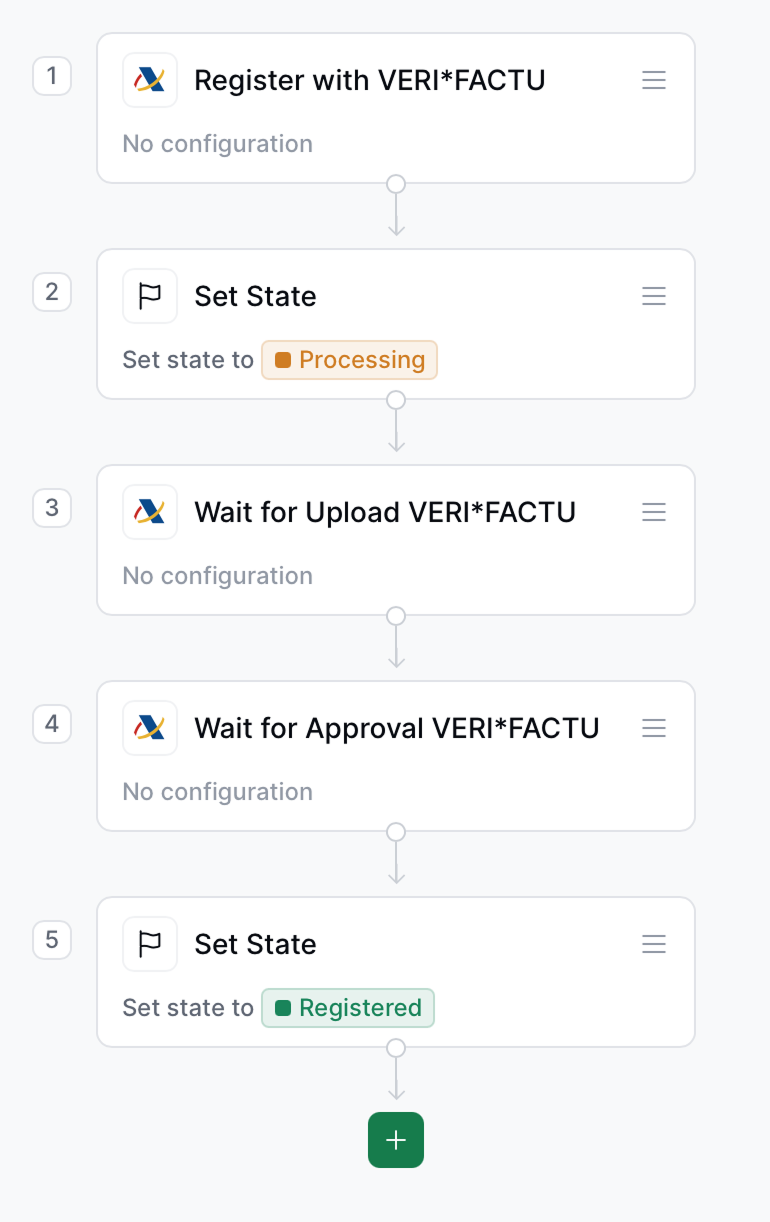 1
Register with VERI*FACTU
No configuration
2
Set State
Set state to Processing
3
Wait for Upload VERI*FACTU
No configuration
4
Wait for Approval VERI*FACTU
No configuration
5
Set State
Set state to Registered